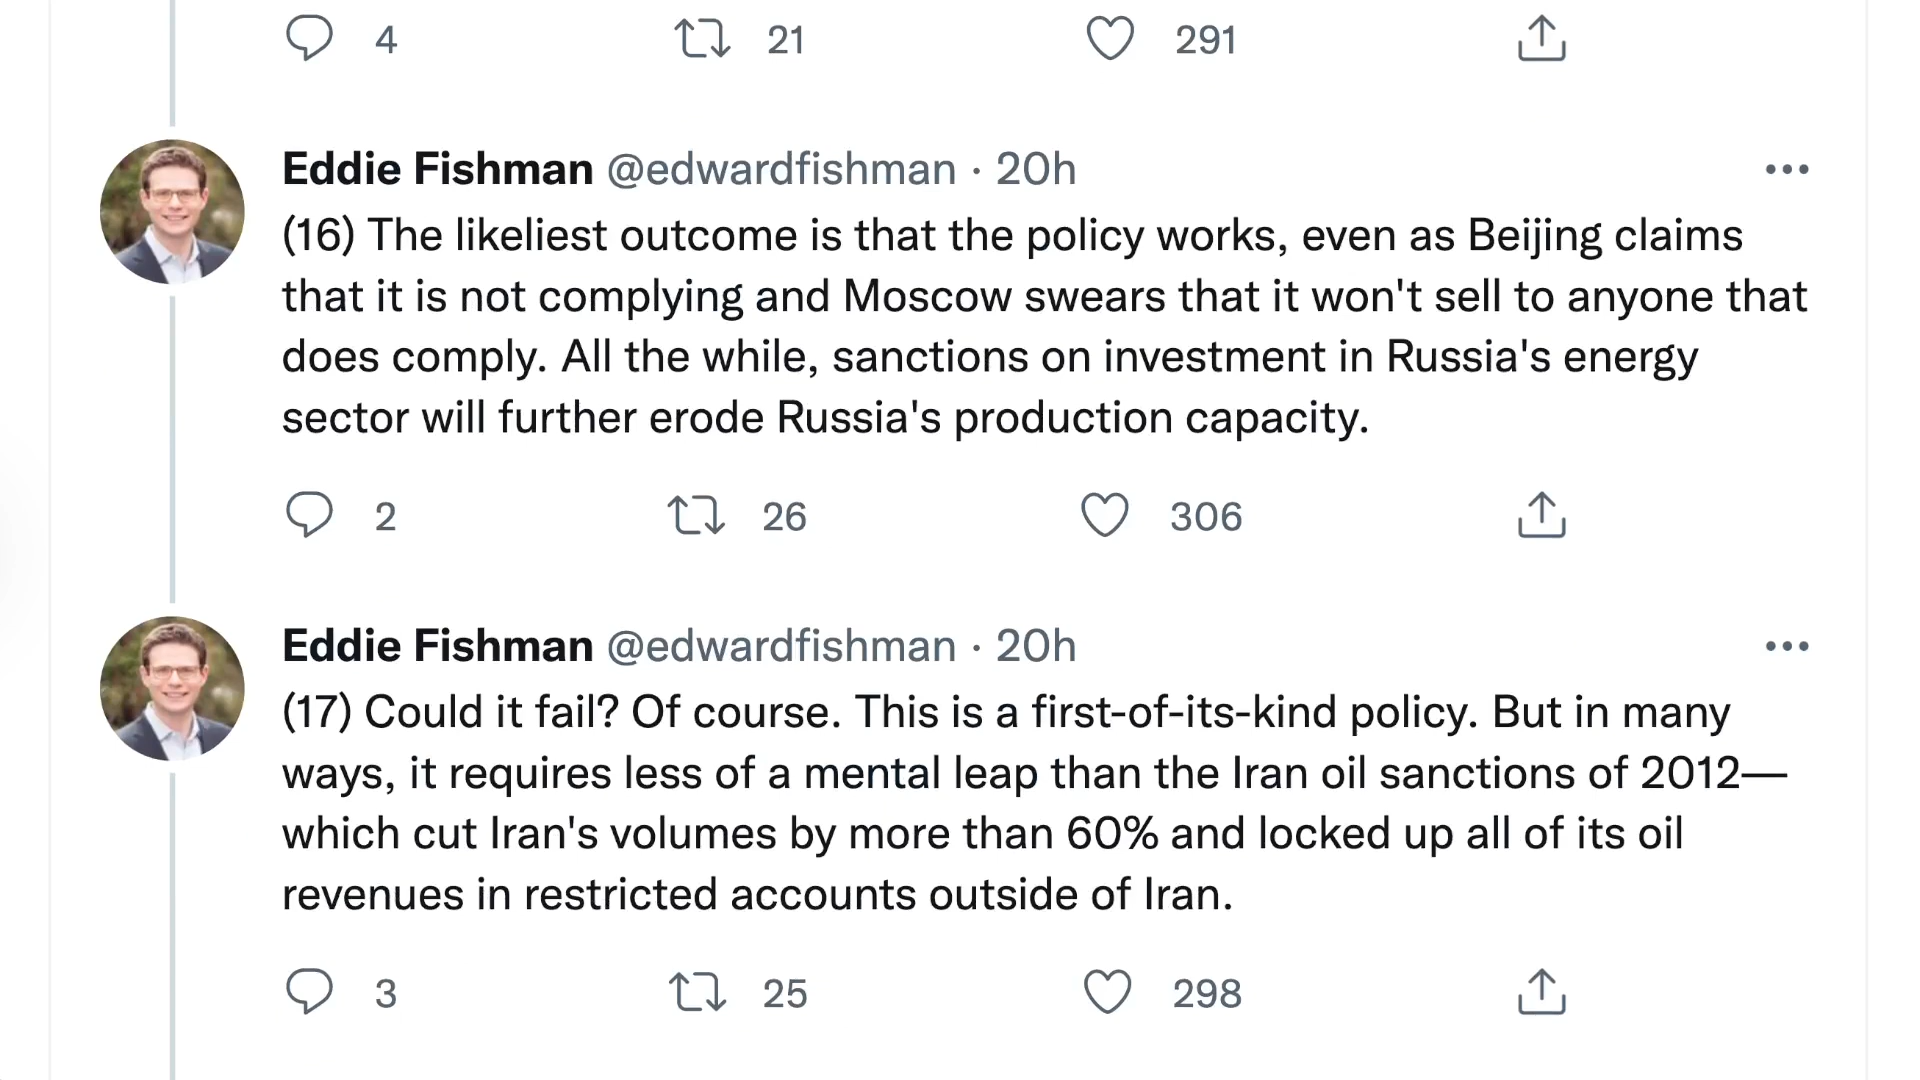 4 21 291
Eddie Fishman @edwardfishman · 20h
(16) The likeliest outcome is that the policy works, even as Beijing claims
that it is not complying and Moscow swears that it won't sell to anyone that
does comply. All the while, sanctions on investment in Russia's energy
sector will further erode Russia's production capacity.
2 26 306
Eddie Fishman @edwardfishman · 20h
(17) Could it fail? Of course. This is a first-of-its-kind policy. But in many
ways, it requires less of a mental leap than the Iran oil sanctions of 2012—
which cut Iran's volumes by more than 60% and locked up all of its oil
revenues in restricted accounts outside of Iran.
3 25 298